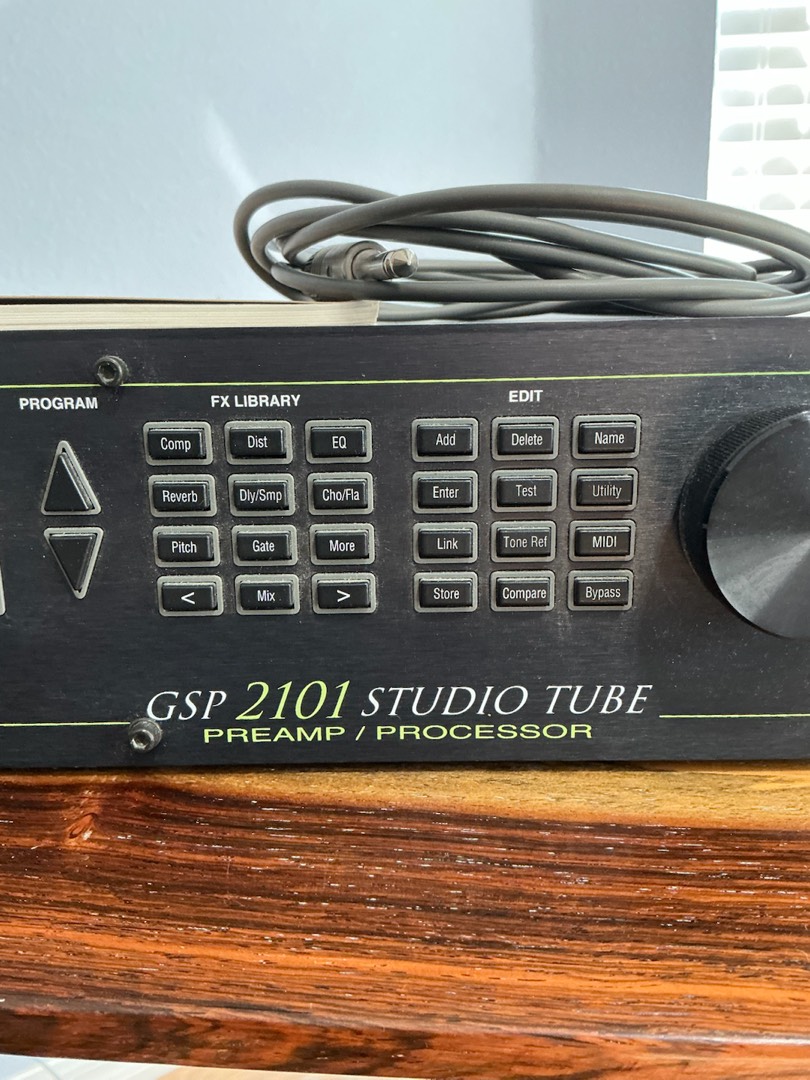 PROGRAM FX LIBRARY EDIT
Comp Dist EQ Add Delete Name
Reverb Dly/Smp Cho/Fla Enter Test Utility
Pitch Gate More Link Tone Ref MIDI
< Mix > Store Compare Bypass
GSP 2101 STUDIO TUBE
PREAMP / PROCESSOR